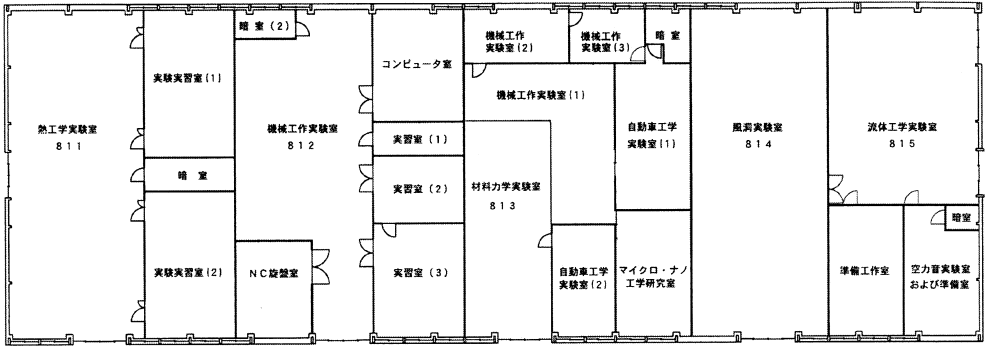 熱工学実験室
811
実験実習室(1)
暗 室
実験実習室(2)
暗 室(2)
機械工作実験室
812
NC旋盤室
コンピュータ室
実習室(1)
実習室(2)
実習室(3)
機械工作
実験室(2)
機械工作
実験室(3)
機械工作実験室(1)
材料力学実験室
813
自動車工学
実験室(2)
暗 室
自動車工学
実験室(1)
マイクロ・ナノ
工学研究室
風洞実験室
814
流体工学実験室
815
準備工作室
暗室
空力音実験室
および準備室